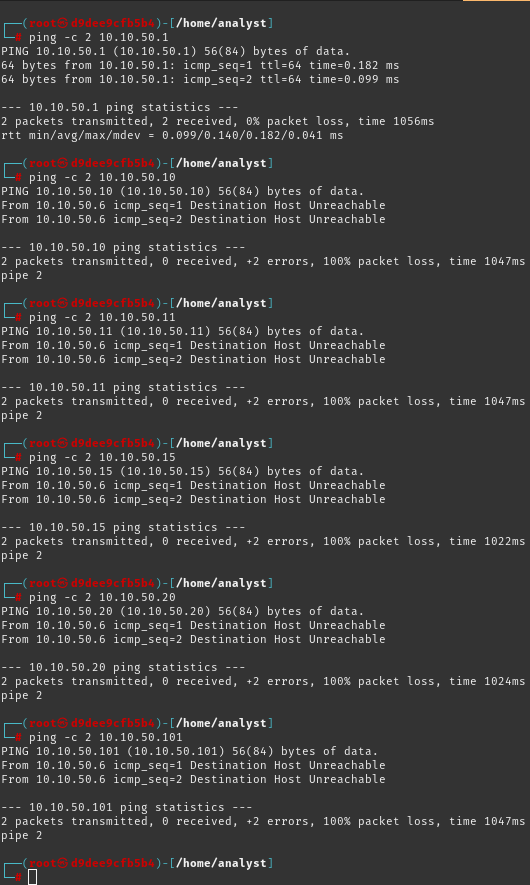 ┌──(root㉿d9dee9cfb5b4)-[/home/analyst]
└─# ping -c 2 10.10.50.1
PING 10.10.50.1 (10.10.50.1) 56(84) bytes of data.
64 bytes from 10.10.50.1: icmp_seq=1 ttl=64 time=0.182 ms
64 bytes from 10.10.50.1: icmp_seq=2 ttl=64 time=0.099 ms
--- 10.10.50.1 ping statistics ---
2 packets transmitted, 2 received, 0% packet loss, time 1056ms
rtt min/avg/max/mdev = 0.099/0.140/0.182/0.041 ms
┌──(root㉿d9dee9cfb5b4)-[/home/analyst]
└─# ping -c 2 10.10.50.10
PING 10.10.50.10 (10.10.50.10) 56(84) bytes of data.
From 10.10.50.6 icmp_seq=1 Destination Host Unreachable
From 10.10.50.6 icmp_seq=2 Destination Host Unreachable
--- 10.10.50.10 ping statistics ---
2 packets transmitted, 0 received, +2 errors, 100% packet loss, time 1047ms
pipe 2
┌──(root㉿d9dee9cfb5b4)-[/home/analyst]
└─# ping -c 2 10.10.50.11
PING 10.10.50.11 (10.10.50.11) 56(84) bytes of data.
From 10.10.50.6 icmp_seq=1 Destination Host Unreachable
From 10.10.50.6 icmp_seq=2 Destination Host Unreachable
--- 10.10.50.11 ping statistics ---
2 packets transmitted, 0 received, +2 errors, 100% packet loss, time 1047ms
pipe 2
┌──(root㉿d9dee9cfb5b4)-[/home/analyst]
└─# ping -c 2 10.10.50.15
PING 10.10.50.15 (10.10.50.15) 56(84) bytes of data.
From 10.10.50.6 icmp_seq=1 Destination Host Unreachable
From 10.10.50.6 icmp_seq=2 Destination Host Unreachable
--- 10.10.50.15 ping statistics ---
2 packets transmitted, 0 received, +2 errors, 100% packet loss, time 1022ms
pipe 2
┌──(root㉿d9dee9cfb5b4)-[/home/analyst]
└─# ping -c 2 10.10.50.20
PING 10.10.50.20 (10.10.50.20) 56(84) bytes of data.
From 10.10.50.6 icmp_seq=1 Destination Host Unreachable
From 10.10.50.6 icmp_seq=2 Destination Host Unreachable
--- 10.10.50.20 ping statistics ---
2 packets transmitted, 0 received, +2 errors, 100% packet loss, time 1024ms
pipe 2
┌──(root㉿d9dee9cfb5b4)-[/home/analyst]
└─# ping -c 2 10.10.50.101
PING 10.10.50.101 (10.10.50.101) 56(84) bytes of data.
From 10.10.50.6 icmp_seq=1 Destination Host Unreachable
From 10.10.50.6 icmp_seq=2 Destination Host Unreachable
--- 10.10.50.101 ping statistics ---
2 packets transmitted, 0 received, +2 errors, 100% packet loss, time 1047ms
pipe 2
┌──(root㉿d9dee9cfb5b4)-[/home/analyst]
└─#